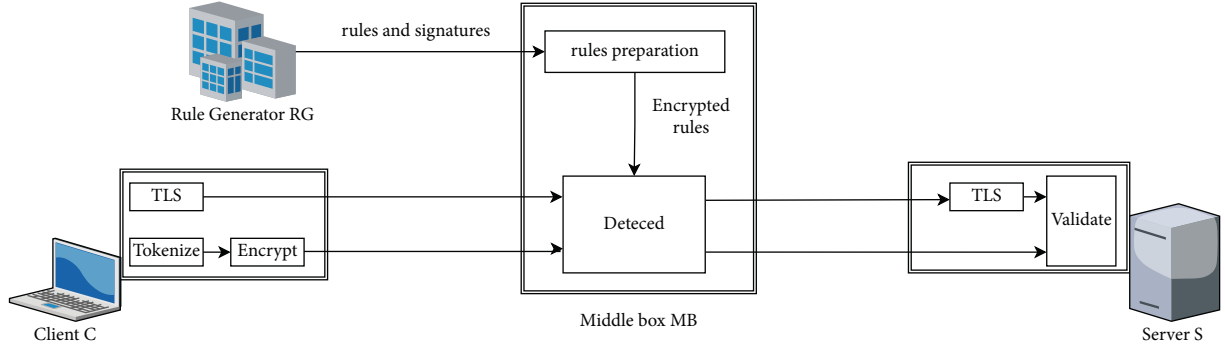 rules and signatures
rules preparation
Rule Generator RG
Encrypted
rules
TLS
Tokenize
Encrypt
Deteced
TLS
Validate
Client C
Middle box MB
Server S